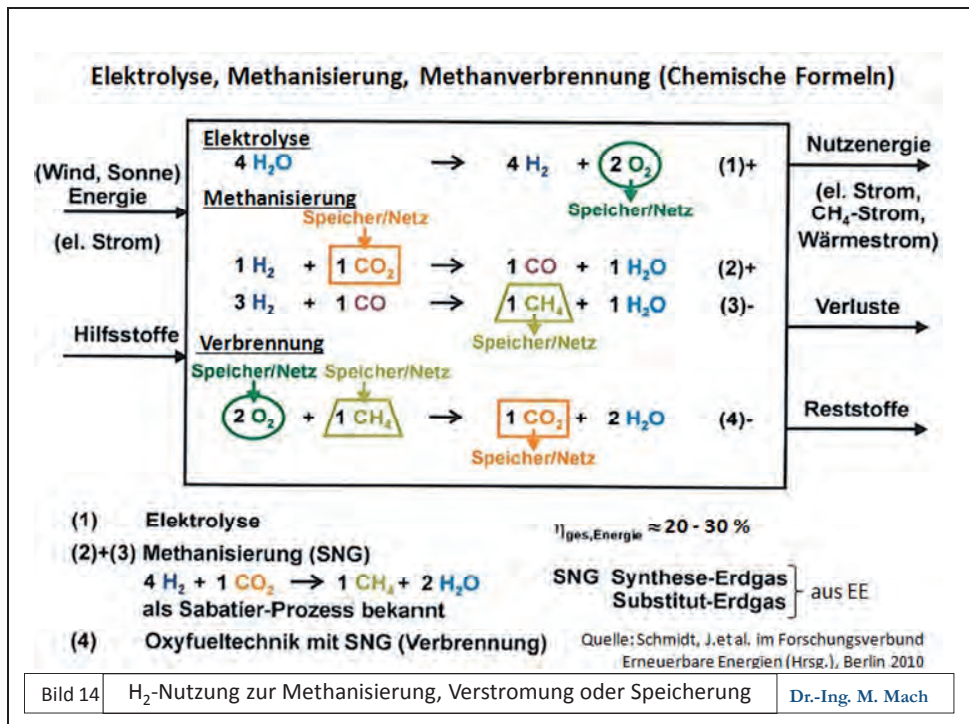 Elektrolyse, Methanisierung, Methanverbrennung (Chemische Formeln)
(Wind, Sonne)
Energie
(el. Strom)
Hilfsstoffe
Elektrolyse
4 H₂O → 4 H₂ + 2 O₂ (1)+
Speicher/Netz
Methanisierung
Speicher/Netz
1 H₂ + 1 CO₂ → 1 CO + 1 H₂O (2)+
3 H₂ + 1 CO → 1 CH₄ + 1 H₂O (3)-
Speicher/Netz
Verbrennung
Speicher/Netz Speicher/Netz
2 O₂ + 1 CH₄ → 1 CO₂ + 2 H₂O (4)-
Speicher/Netz
Nutzenergie
(el. Strom,
CH₄-Strom,
Wärmestrom)
Verluste
Reststoffe
(1) Elektrolyse
(2)+(3) Methanisierung (SNG)
4 H₂ + 1 CO₂ → 1 CH₄ + 2 H₂O
als Sabatier-Prozess bekannt
(4) Oxyfueltechnik mit SNG (Verbrennung)
η ges,Energie ≈ 20 - 30 %
SNG Synthese-Erdgas
Substitut-Erdgas
aus EE
Quelle: Schmidt, J.et al. im Forschungsverbund
Erneuerbare Energien (Hrsg.), Berlin 2010
Bild 14 H₂-Nutzung zur Methanisierung, Verstromung oder Speicherung Dr.-Ing. M. Mach